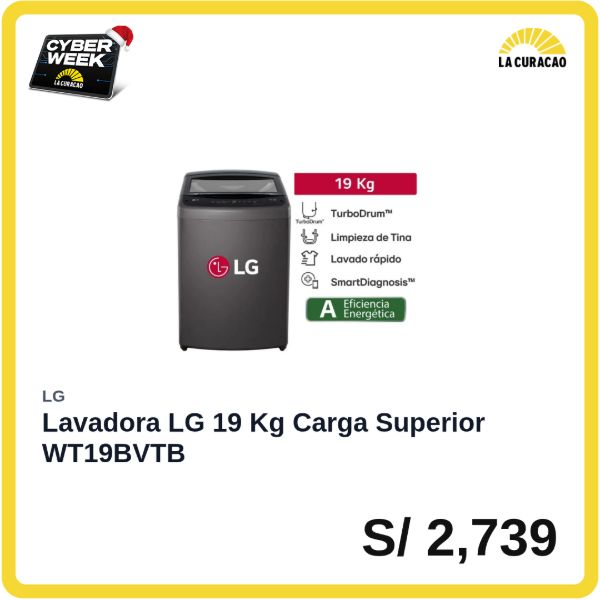 CYBER
WEEK
LA CURACAO
LA CURACAO
19 Kg
TurboDrum™
TurboDrum™
Limpieza de Tina
Lavado rápido
SmartDiagnosis™
A Eficiencia
Energética
LG
LG
Lavadora LG 19 Kg Carga Superior
WT19BVTB
S/ 2,739